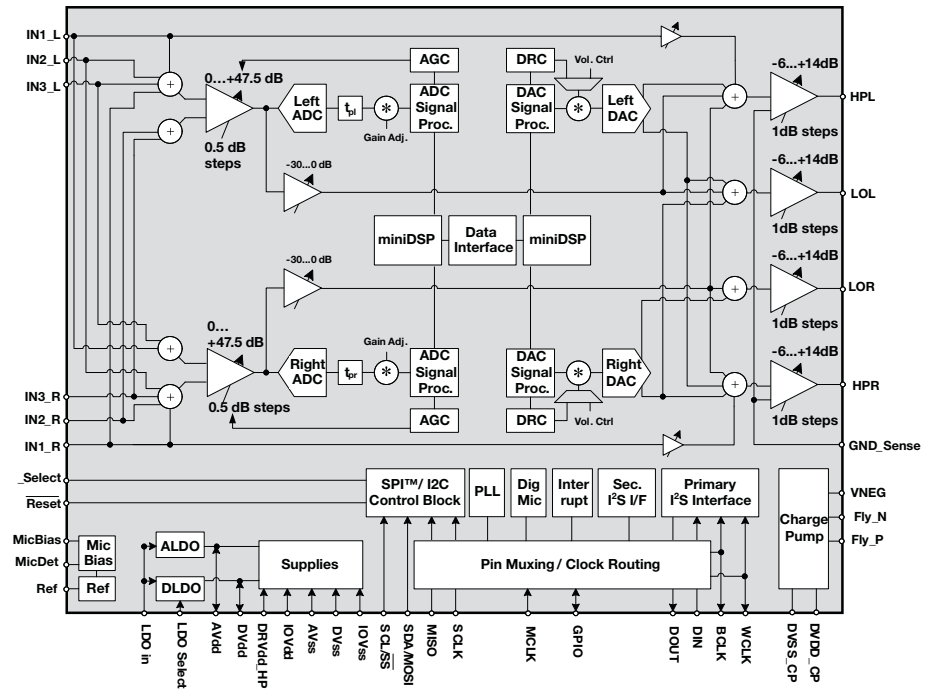 IN1_L
IN2_L
IN3_L
0…+47.5 dB
0.5 dB
steps
Left
ADC
tpl
*
Gain Adj.
AGC
ADC
Signal
Proc.
DRC
Vol. Ctrl
DAC
Signal
Proc.
*
Left
DAC
+
+
+
-6...+14dB
HPL
1dB steps
-30...0 dB
-6...+14dB
+
LOL
1dB steps
miniDSP
Data
Interface
miniDSP
-30...0 dB
-6...+14dB
+
LOR
1dB steps
0…
+47.5 dB
+
+
0.5 dB steps
Right
ADC
tpr
*
Gain Adj.
ADC
Signal
Proc.
AGC
DAC
Signal
Proc.
DRC
*
Vol. Ctrl
Right
DAC
-6...+14dB
+
HPR
1dB steps
IN3_R
IN2_R
IN1_R
GND_Sense
_Select
Reset
SPI™/ I2C
Control Block
PLL
Dig
Mic
Inter
rupt
Sec.
I²S I/F
Primary
I²S Interface
Charge
Pump
VNEG
Fly_N
Fly_P
MicBias
MicDet
Ref
Mic
Bias
Ref
ALDO
DLDO
Supplies
Pin Muxing / Clock Routing
LDO in
LDO Select
AVdd
DVdd
DRVdd_HP
IOVdd
AVss
DVss
IOVss
SCL/SS
SDA/MOSI
MISO
SCLK
MCLK
GPIO
DOUT
DIN
BCLK
WCLK
DVSS_CP
DVDD_CP